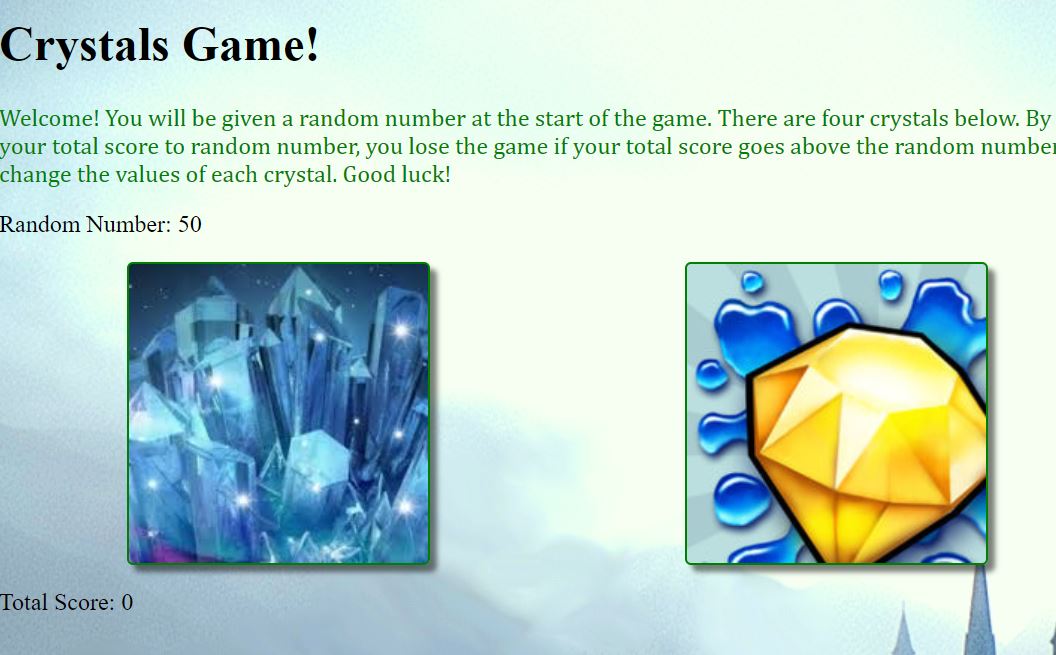 Crystals Game!
Welcome! You will be given a random number at the start of the game. There are four crystals below. By
your total score to random number, you lose the game if your total score goes above the random number
change the values of each crystal. Good luck!
Random Number: 50
Total Score: 0